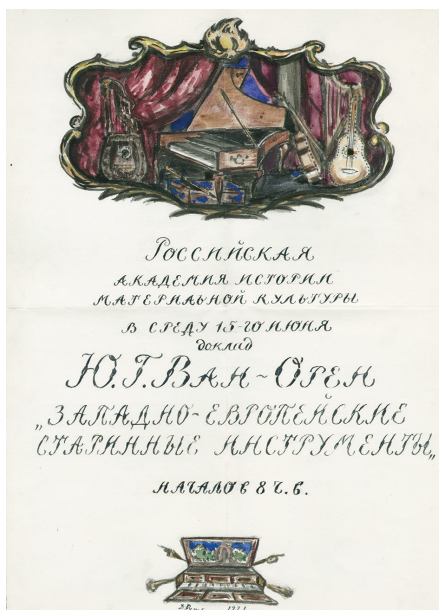 Российская
академия истории
материальной культуры
в среду 15-го июня
доклад
Ю.Г. Ван-Орен
„Западно-европейские
старинные инструменты„
Начало в 8 ч. в.